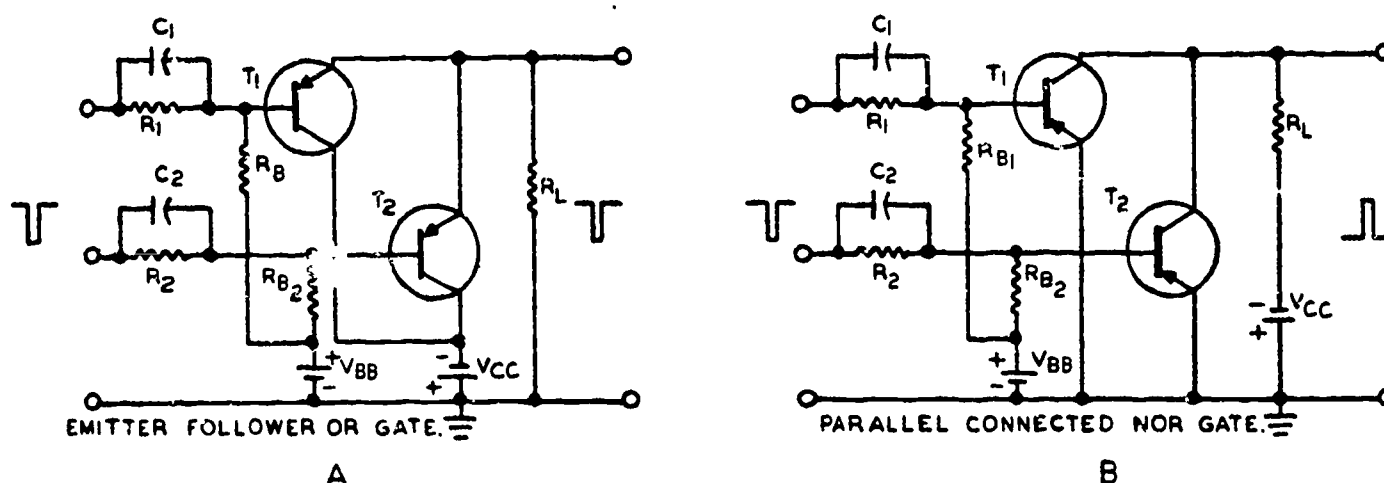 C1
T1
R1
RB
C2
T2
RL
R2
RB2
+ VBB
-
- VCC
+
EMITTER FOLLOWER OR GATE.
A
C1
T1
R1
RB1
RL
C2
T2
R2
RB2
- VCC
+
+ VBB
-
PARALLEL CONNECTED NOR GATE.
B